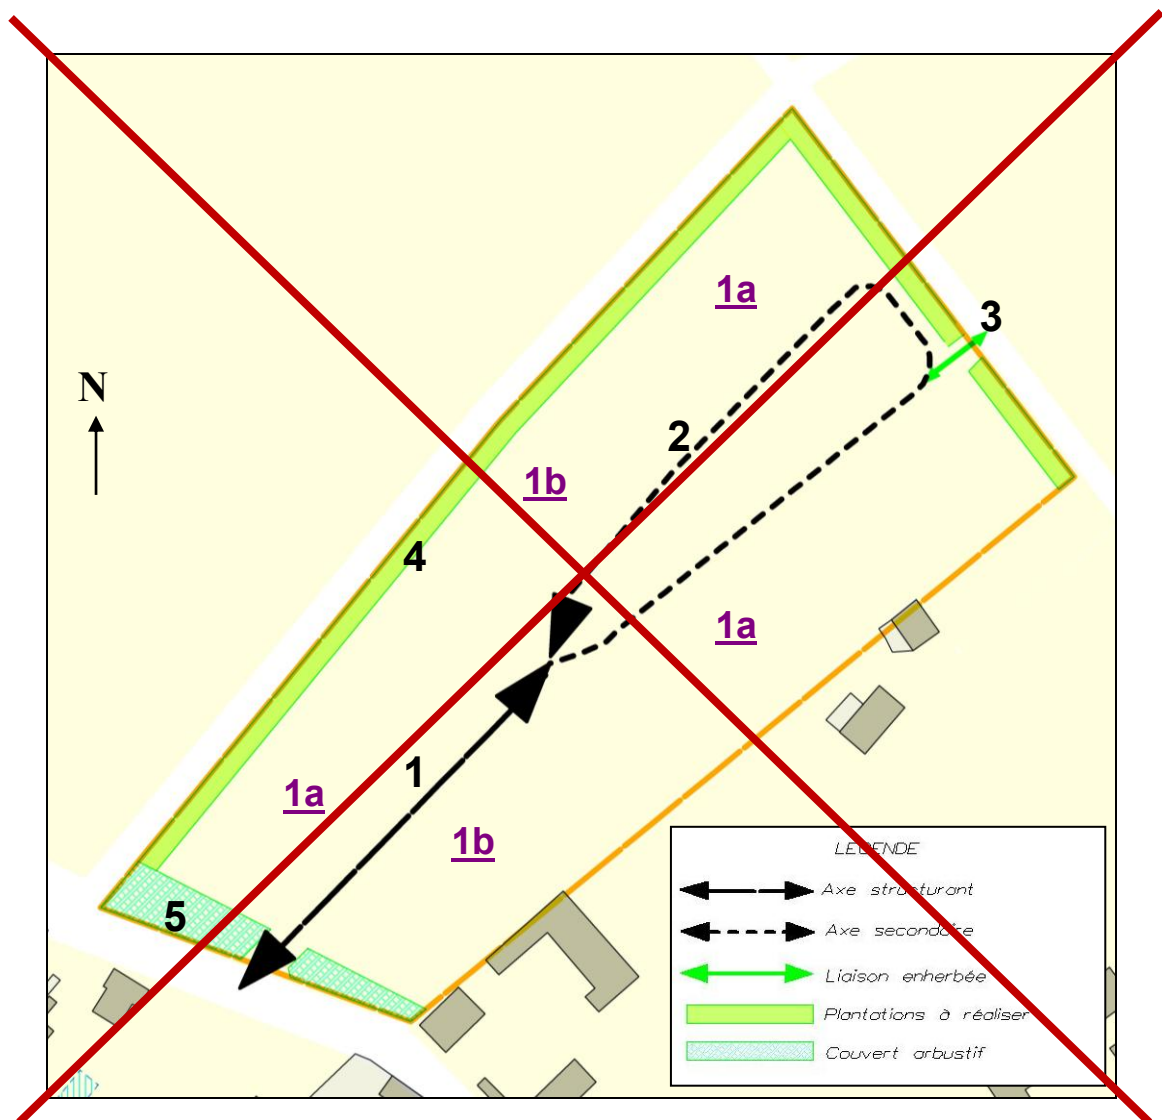 1a
3
N
2
1b
4
1a
1
1a
1b
5
LEGENDE
Axe structurant
Axe secondaire
Liaison enherbée
Plantations à réaliser
Couvert arbustif